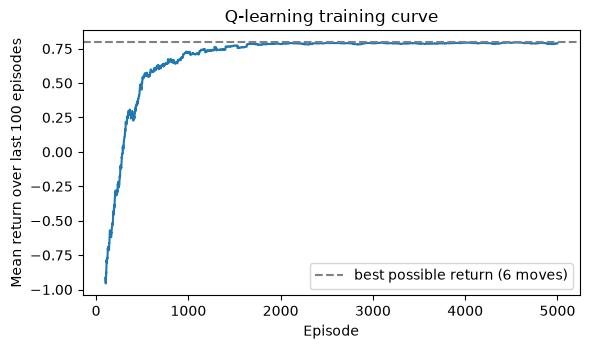 Q-learning training curve
Mean return over last 100 episodes
0.75
0.50
0.25
0.00
−0.25
−0.50
−0.75
−1.00
best possible return (6 moves)
0 1000 2000 3000 4000 5000
Episode